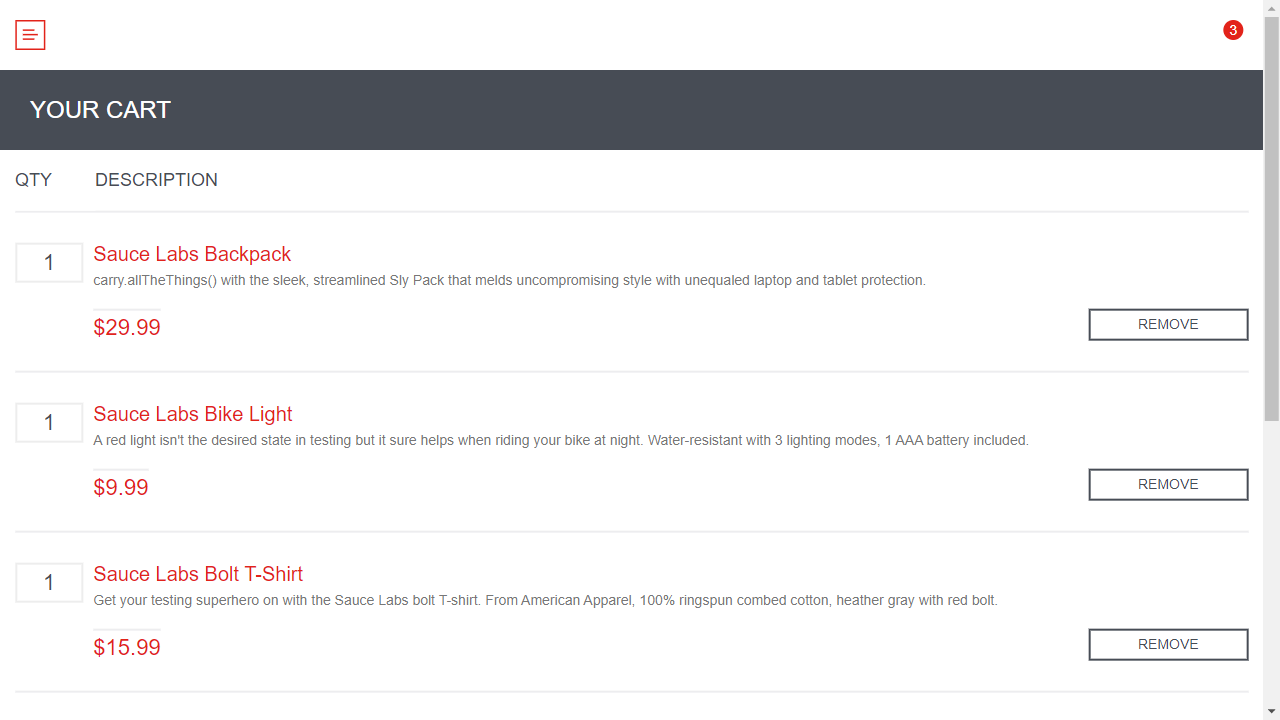 3
YOUR CART
QTY DESCRIPTION
1 Sauce Labs Backpack
carry.allTheThings() with the sleek, streamlined Sly Pack that melds uncompromising style with unequaled laptop and tablet protection.
$29.99 REMOVE
1 Sauce Labs Bike Light
A red light isn't the desired state in testing but it sure helps when riding your bike at night. Water-resistant with 3 lighting modes, 1 AAA battery included.
$9.99 REMOVE
1 Sauce Labs Bolt T-Shirt
Get your testing superhero on with the Sauce Labs bolt T-shirt. From American Apparel, 100% ringspun combed cotton, heather gray with red bolt.
$15.99 REMOVE